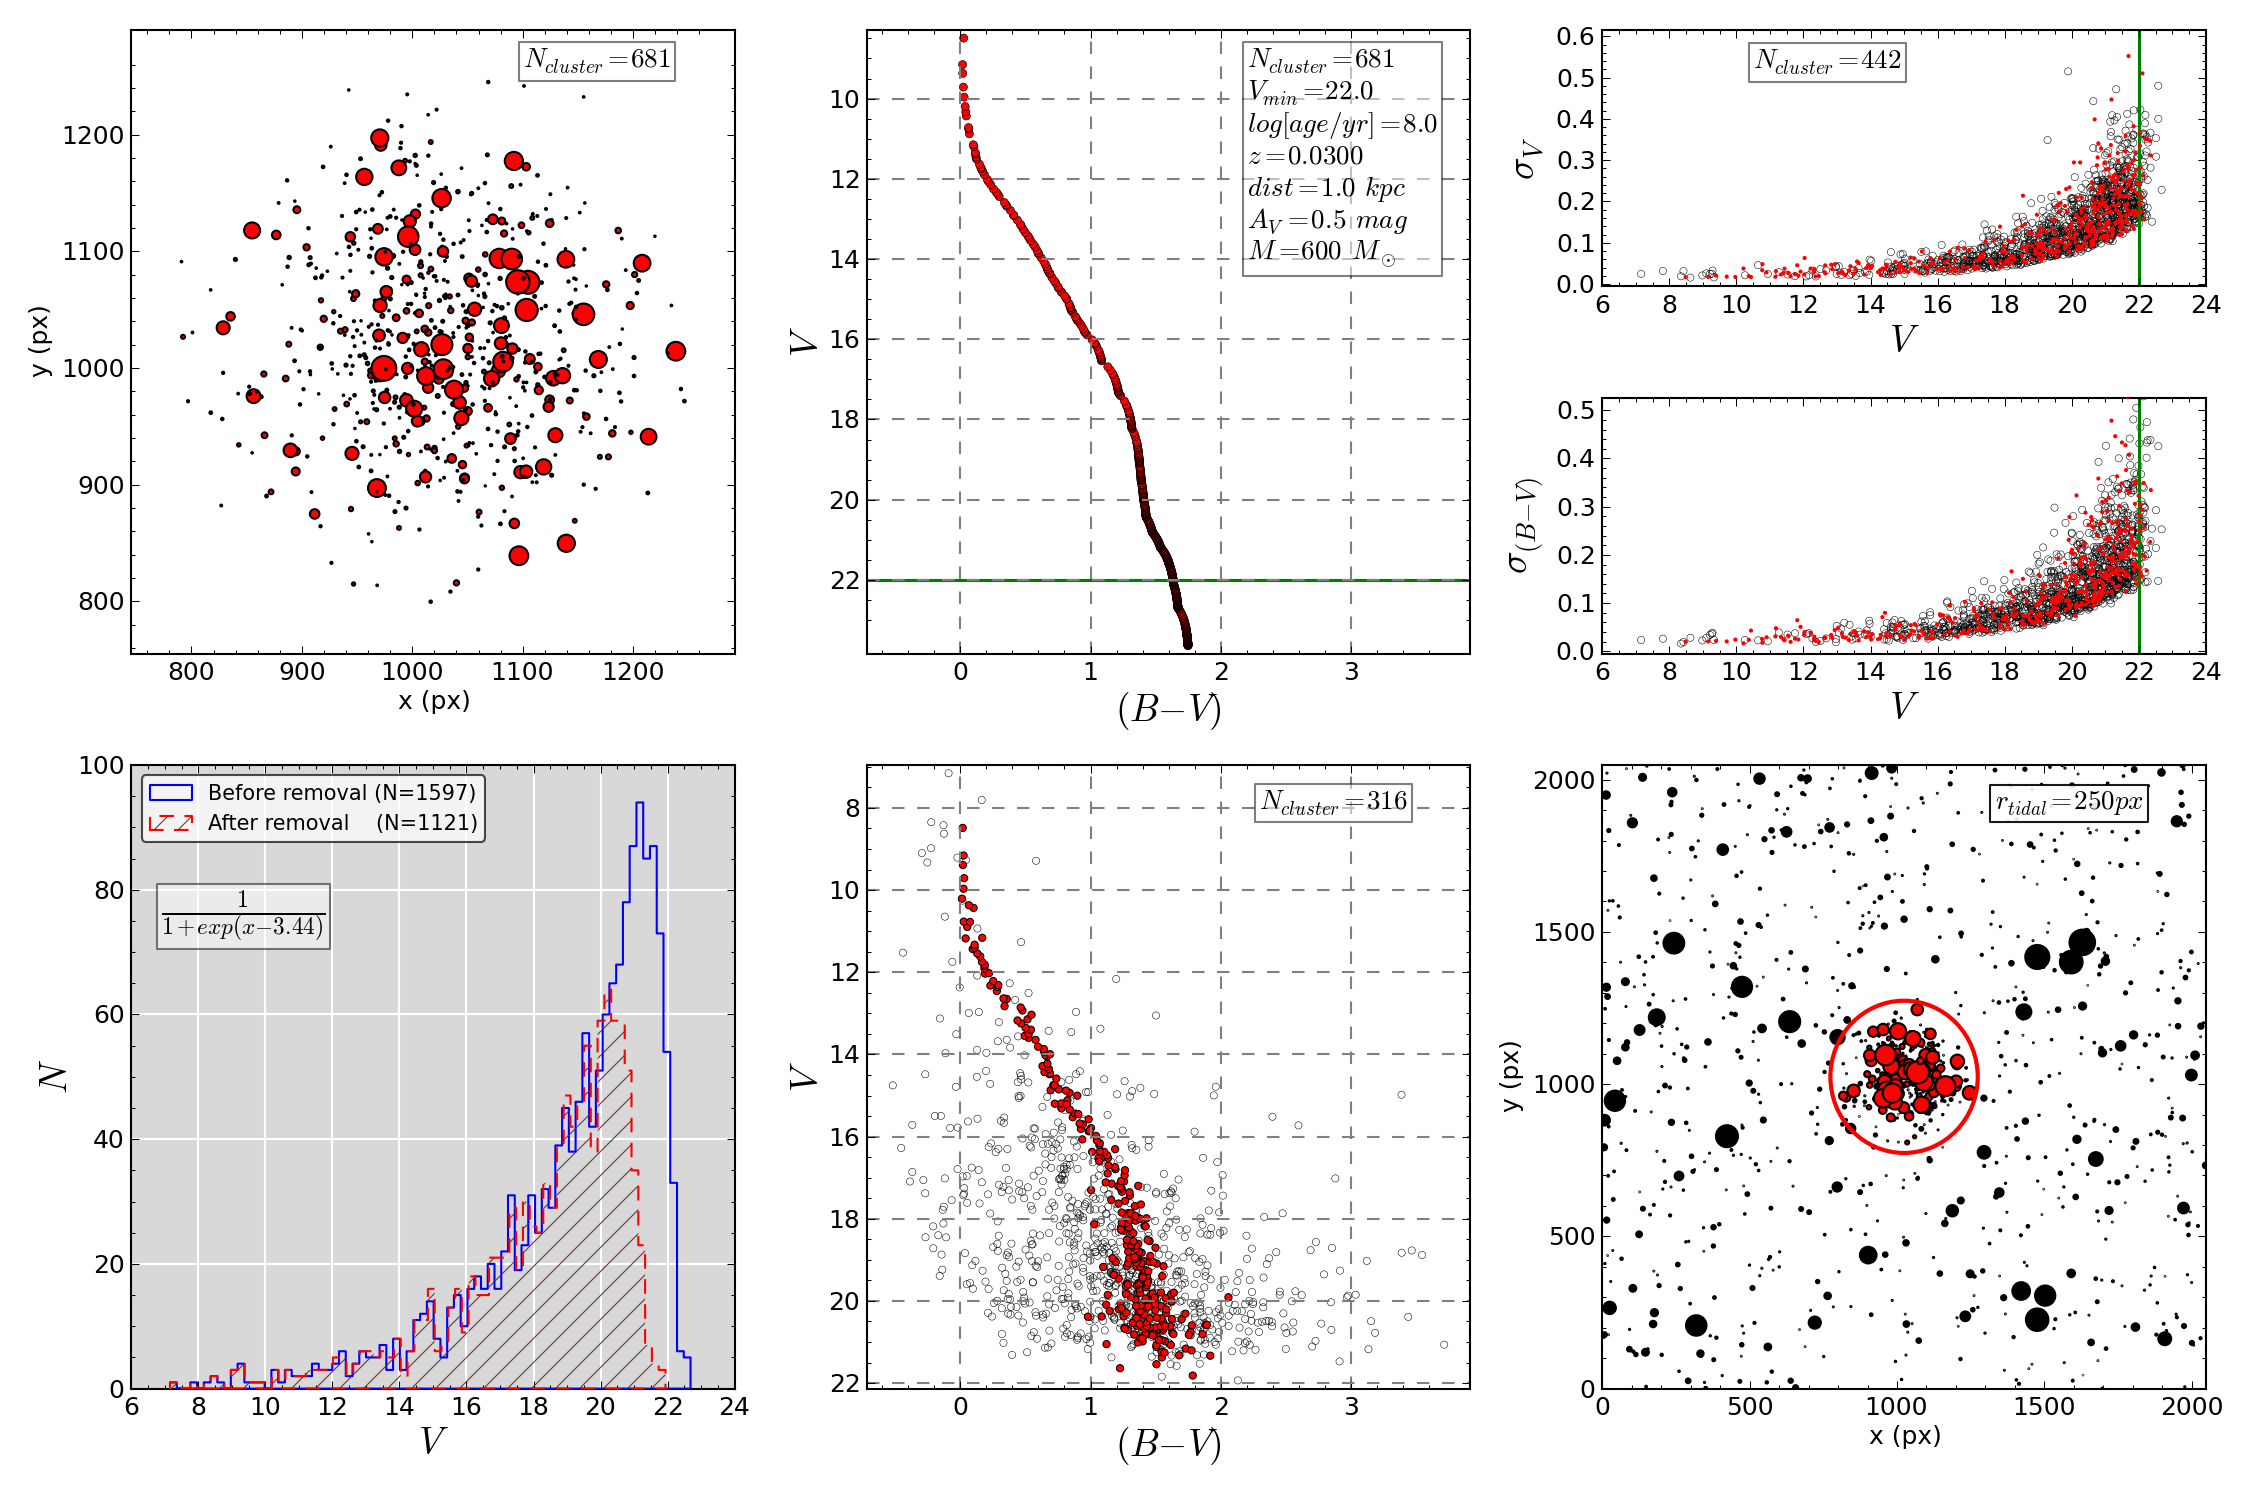 N_cluster=681
1200
1100
1000
900
800
y (px)
800 900 1000 1100 1200
x (px)
N_cluster=681
V_min=22.0
log[age/yr]=8.0
z=0.0300
dist=1.0 kpc
A_V=0.5 mag
M=600 M_⊙
10
12
14
16
18
20
22
V
0 1 2 3
(B−V)
N_cluster=442
0.6
0.5
0.4
0.3
0.2
0.1
0.0
σ_V
6 8 10 12 14 16 18 20 22 24
V
0.5
0.4
0.3
0.2
0.1
0.0
σ_(B−V)
6 8 10 12 14 16 18 20 22 24
V
Before removal (N=1597)
After removal (N=1121)
1
1+exp(x−3.44)
100
80
60
40
20
0
N
6 8 10 12 14 16 18 20 22 24
V
N_cluster=316
8
10
12
14
16
18
20
22
V
0 1 2 3
(B−V)
r_tidal=250px
2000
1500
1000
500
0
y (px)
0 500 1000 1500 2000
x (px)